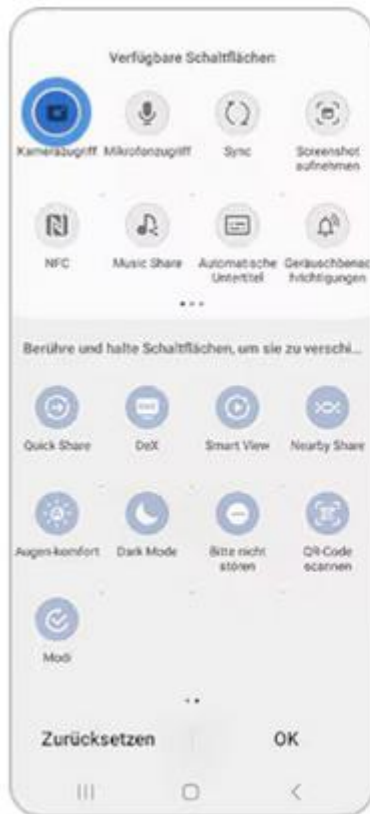 Verfügbare Schaltflächen
Kamerazugriff Mikrofonzugriff Sync Screenshot
aufnehmen
NFC Music Share Automatische Geräuschbenac
Untertitel hrichtigungen
Berühre und halte Schaltflächen, um sie zu verschi...
Quick Share DeX Smart View Nearby Share
Augen-komfort Dark Mode Bitte nicht QR-Code
stören scannen
Modi
Zurücksetzen OK